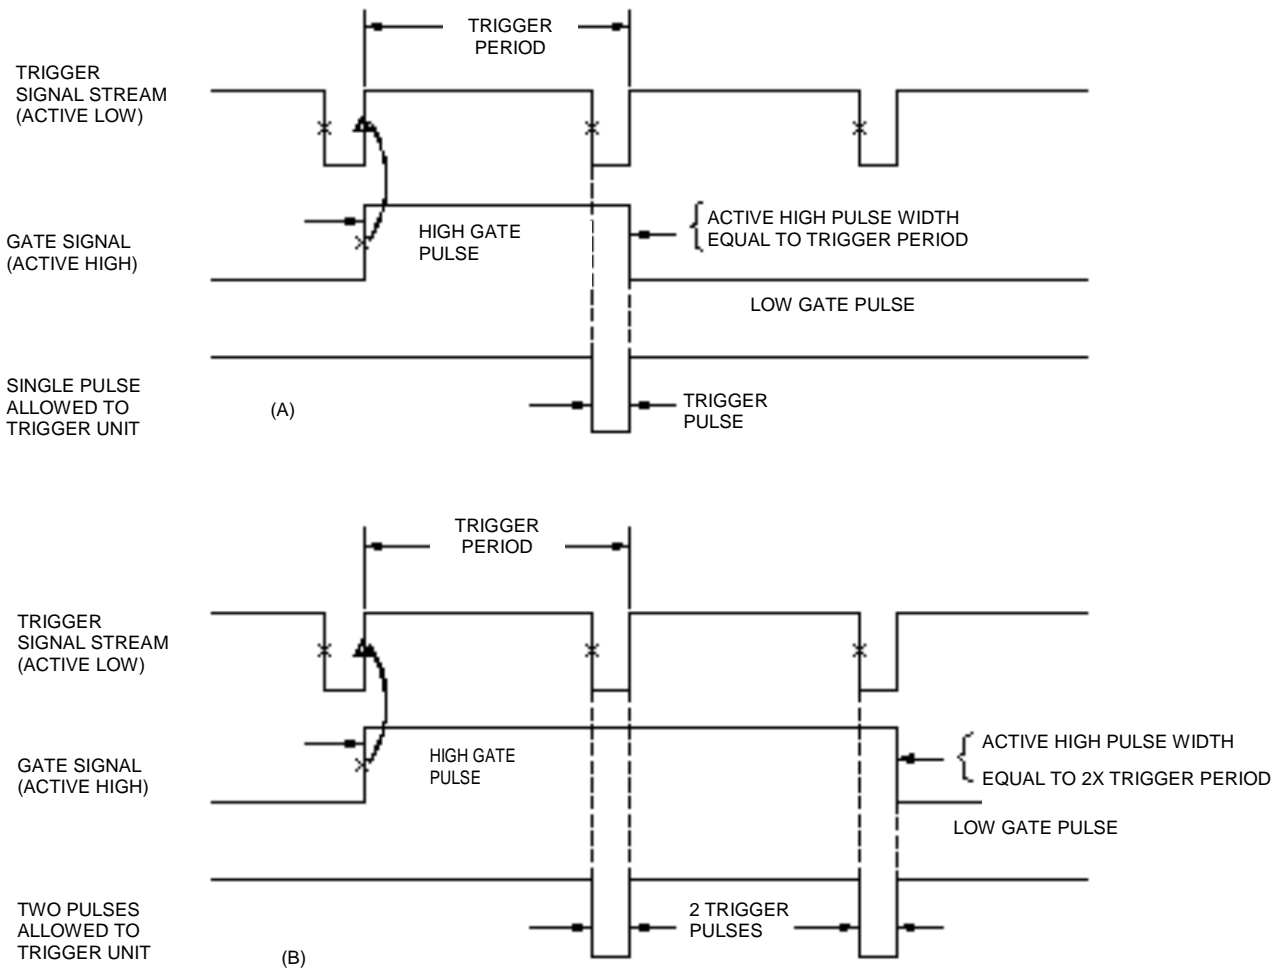 TRIGGER
PERIOD
TRIGGER
SIGNAL STREAM
(ACTIVE LOW)
GATE SIGNAL
(ACTIVE HIGH)
HIGH GATE
PULSE
ACTIVE HIGH PULSE WIDTH
EQUAL TO TRIGGER PERIOD
LOW GATE PULSE
SINGLE PULSE
ALLOWED TO
TRIGGER UNIT
(A)
TRIGGER
PULSE
TRIGGER
PERIOD
TRIGGER
SIGNAL STREAM
(ACTIVE LOW)
GATE SIGNAL
(ACTIVE HIGH)
HIGH GATE
PULSE
ACTIVE HIGH PULSE WIDTH
EQUAL TO 2X TRIGGER PERIOD
LOW GATE PULSE
TWO PULSES
ALLOWED TO
TRIGGER UNIT
(B)
2 TRIGGER
PULSES